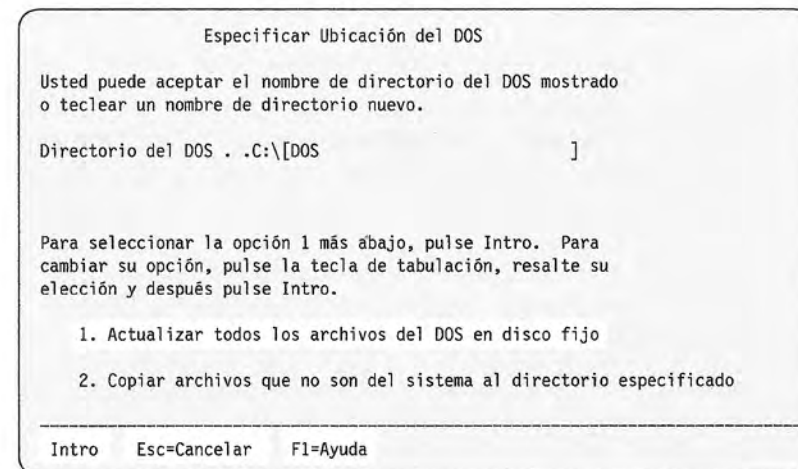 Especificar Ubicación del DOS
Usted puede aceptar el nombre de directorio del DOS mostrado
o teclear un nombre de directorio nuevo.
Directorio del DOS . .C:\[DOS ]
Para seleccionar la opción 1 más abajo, pulse Intro. Para
cambiar su opción, pulse la tecla de tabulación, resalte su
elección y después pulse Intro.
1. Actualizar todos los archivos del DOS en disco fijo
2. Copiar archivos que no son del sistema al directorio especificado
Intro Esc=Cancelar F1=Ayuda